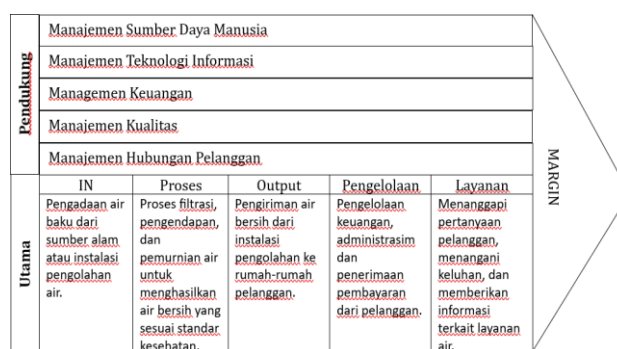 Pendukung
Manajemen Sumber Daya Manusia
Manajemen Teknologi Informasi
Managemen Keuangan
Manajemen Kualitas
Manajemen Hubungan Pelanggan
MARGIN
Utama
IN
Pengadaan air
baku dari
sumber alam
atau instalasi
pengolahan
air.
Proses
Proses filtrasi,
pengendapan,
dan
pemurnian air
untuk
menghasilkan
air bersih yang
sesuai standar
kesehatan.
Output
Pengiriman air
bersih dari
instalasi
pengolahan ke
rumah-rumah
pelanggan.
Pengelolaan
Pengelolaan
keuangan,
administrasim
dan
penerimaan
pembayaran
dari pelanggan.
Layanan
Menanggapi
pertanyaan
pelanggan,
menangani
keluhan, dan
memberikan
informasi
terkait layanan
air.